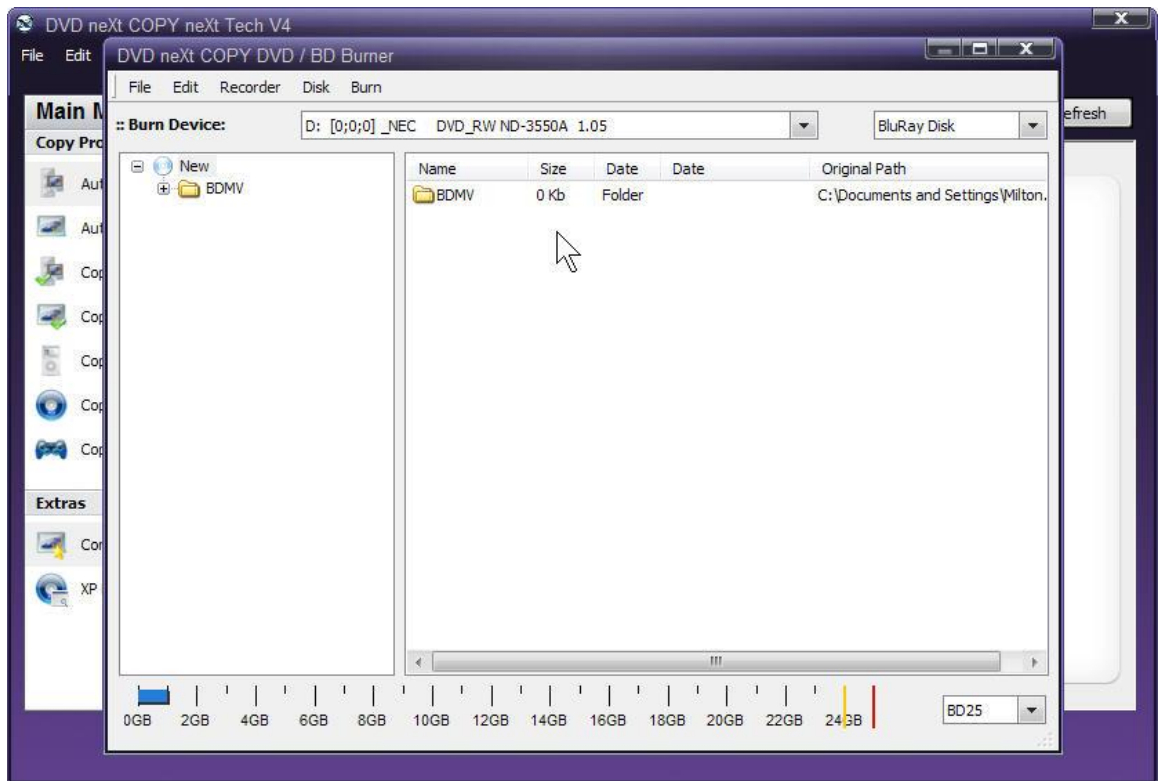 DVD neXt COPY neXt Tech V4
File Edit
DVD neXt COPY DVD / BD Burner
File Edit Recorder Disk Burn
Main M
:: Burn Device:
D: [0;0;0] _NEC DVD_RW ND-3550A 1.05
BluRay Disk
efresh
Copy Pro
New
BDMV
Name Size Date Date Original Path
BDMV 0 Kb Folder C:\Documents and Settings\Milton.
Aut
Aut
Cop
Cop
Cop
Cop
Cop
Extras
Con
XP
0GB 2GB 4GB 6GB 8GB 10GB 12GB 14GB 16GB 18GB 20GB 22GB 24GB
BD25